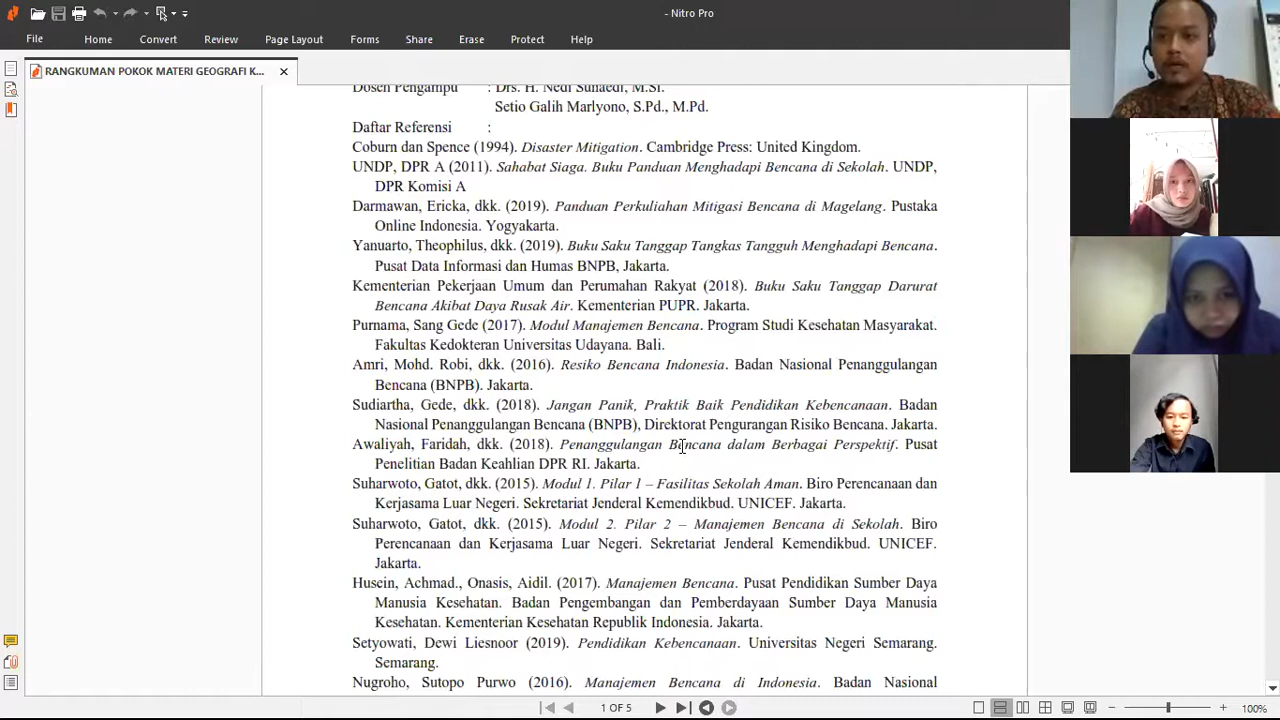 - Nitro Pro
File Home Convert Review Page Layout Forms Share Erase Protect Help
RANGKUMAN POKOK MATERI GEOGRAFI K...
Dosen Pengampu : Drs. H. Nedi Sunaedi, M.Si.
Setio Galih Marlyono, S.Pd., M.Pd.
Daftar Referensi :
Coburn dan Spence (1994). Disaster Mitigation. Cambridge Press: United Kingdom.
UNDP, DPR A (2011). Sahabat Siaga. Buku Panduan Menghadapi Bencana di Sekolah. UNDP,
DPR Komisi A
Darmawan, Ericka, dkk. (2019). Panduan Perkuliahan Mitigasi Bencana di Magelang. Pustaka
Online Indonesia. Yogyakarta.
Yanuarto, Theophilus, dkk. (2019). Buku Saku Tanggap Tangkas Tangguh Menghadapi Bencana.
Pusat Data Informasi dan Humas BNPB, Jakarta.
Kementerian Pekerjaan Umum dan Perumahan Rakyat (2018). Buku Saku Tanggap Darurat
Bencana Akibat Daya Rusak Air. Kementerian PUPR. Jakarta.
Purnama, Sang Gede (2017). Modul Manajemen Bencana. Program Studi Kesehatan Masyarakat.
Fakultas Kedokteran Universitas Udayana. Bali.
Amri, Mohd. Robi, dkk. (2016). Resiko Bencana Indonesia. Badan Nasional Penanggulangan
Bencana (BNPB). Jakarta.
Sudiartha, Gede, dkk. (2018). Jangan Panik, Praktik Baik Pendidikan Kebencanaan. Badan
Nasional Penanggulangan Bencana (BNPB), Direktorat Pengurangan Risiko Bencana. Jakarta.
Awaliyah, Faridah, dkk. (2018). Penanggulangan Bencana dalam Berbagai Perspektif. Pusat
Penelitian Badan Keahlian DPR RI. Jakarta.
Suharwoto, Gatot, dkk. (2015). Modul 1. Pilar 1 – Fasilitas Sekolah Aman. Biro Perencanaan dan
Kerjasama Luar Negeri. Sekretariat Jenderal Kemendikbud. UNICEF. Jakarta.
Suharwoto, Gatot, dkk. (2015). Modul 2. Pilar 2 – Manajemen Bencana di Sekolah. Biro
Perencanaan dan Kerjasama Luar Negeri. Sekretariat Jenderal Kemendikbud. UNICEF.
Jakarta.
Husein, Achmad., Onasis, Aidil. (2017). Manajemen Bencana. Pusat Pendidikan Sumber Daya
Manusia Kesehatan. Badan Pengembangan dan Pemberdayaan Sumber Daya Manusia
Kesehatan. Kementerian Kesehatan Republik Indonesia. Jakarta.
Setyowati, Dewi Liesnoor (2019). Pendidikan Kebencanaan. Universitas Negeri Semarang.
Semarang.
Nugroho, Sutopo Purwo (2016). Manajemen Bencana di Indonesia. Badan Nasional
1 OF 5
100%